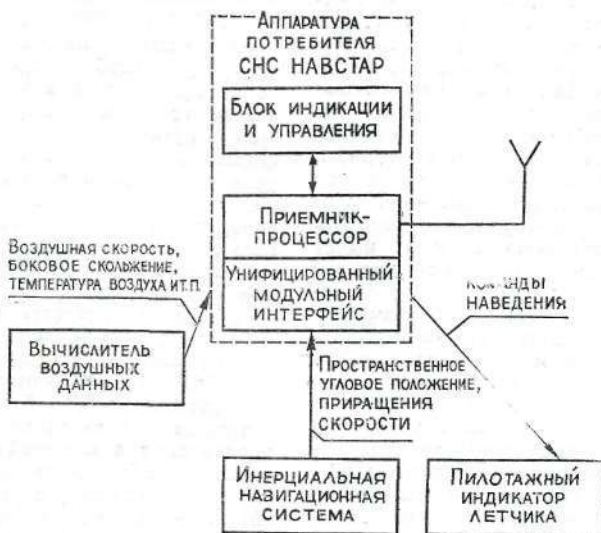 АППАРАТУРА
ПОТРЕБИТЕЛЯ
СНС НАВСТАР
БЛОК ИНДИКАЦИИ
И УПРАВЛЕНИЯ
ПРИЕМНИК-
ПРОЦЕССОР
УНИФИЦИРОВАННЫЙ
МОДУЛЬНЫЙ
ИНТЕРФЕЙС
ВОЗДУШНАЯ СКОРОСТЬ,
БОКОВОЕ СКОЛЬЖЕНИЕ,
ТЕМПЕРАТУРА ВОЗДУХА И Т.П.
ВЫЧИСЛИТЕЛЬ
ВОЗДУШНЫХ
ДАННЫХ
КОМАНДЫ
НАВЕДЕНИЯ
ПРОСТРАНСТВЕННОЕ
УГЛОВОЕ ПОЛОЖЕНИЕ,
ПРИРАЩЕНИЯ
СКОРОСТИ
ИНЕРЦИАЛЬНАЯ
НАВИГАЦИОННАЯ
СИСТЕМА
ПИЛОТАЖНЫЙ
ИНДИКАТОР
ЛЕТЧИКА